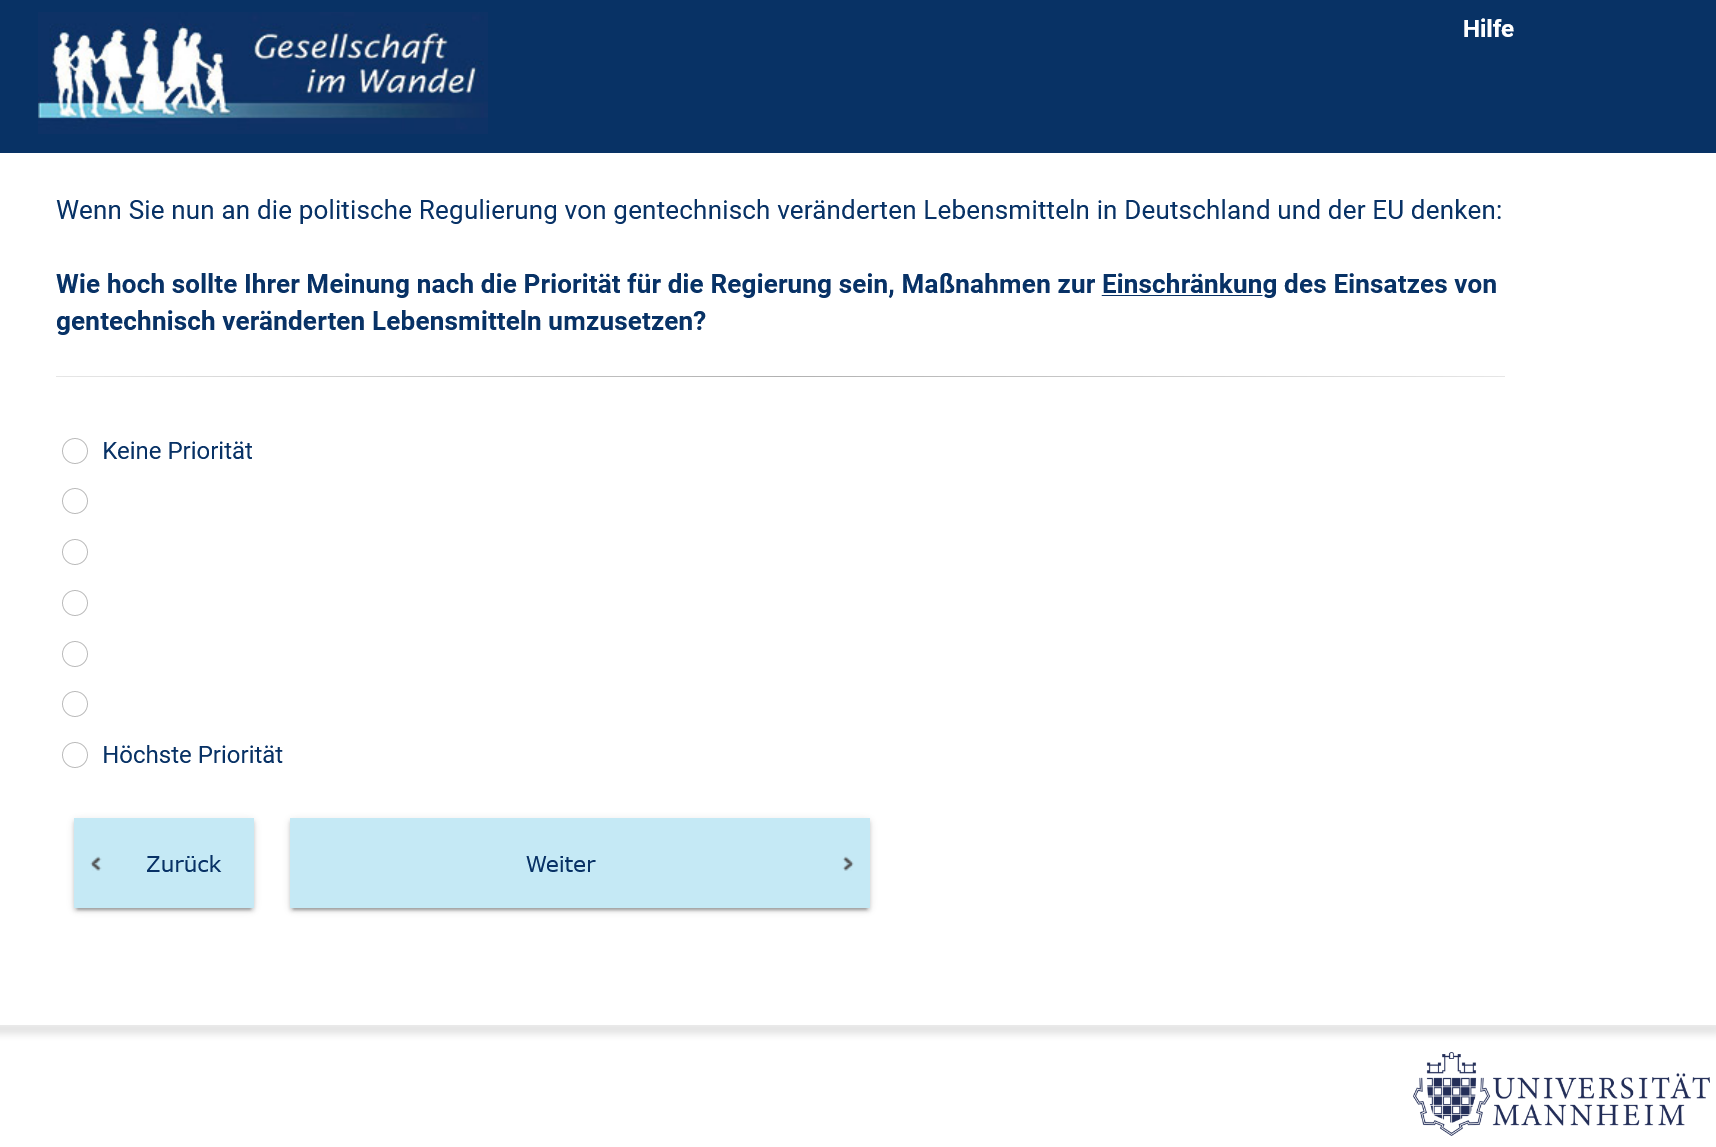 Gesellschaft
im Wandel
Hilfe
Wenn Sie nun an die politische Regulierung von gentechnisch veränderten Lebensmitteln in Deutschland und der EU denken:
Wie hoch sollte Ihrer Meinung nach die Priorität für die Regierung sein, Maßnahmen zur Einschränkung des Einsatzes von
gentechnisch veränderten Lebensmitteln umzusetzen?
Keine Priorität
Höchste Priorität
Zurück
Weiter
UNIVERSITÄT
MANNHEIM